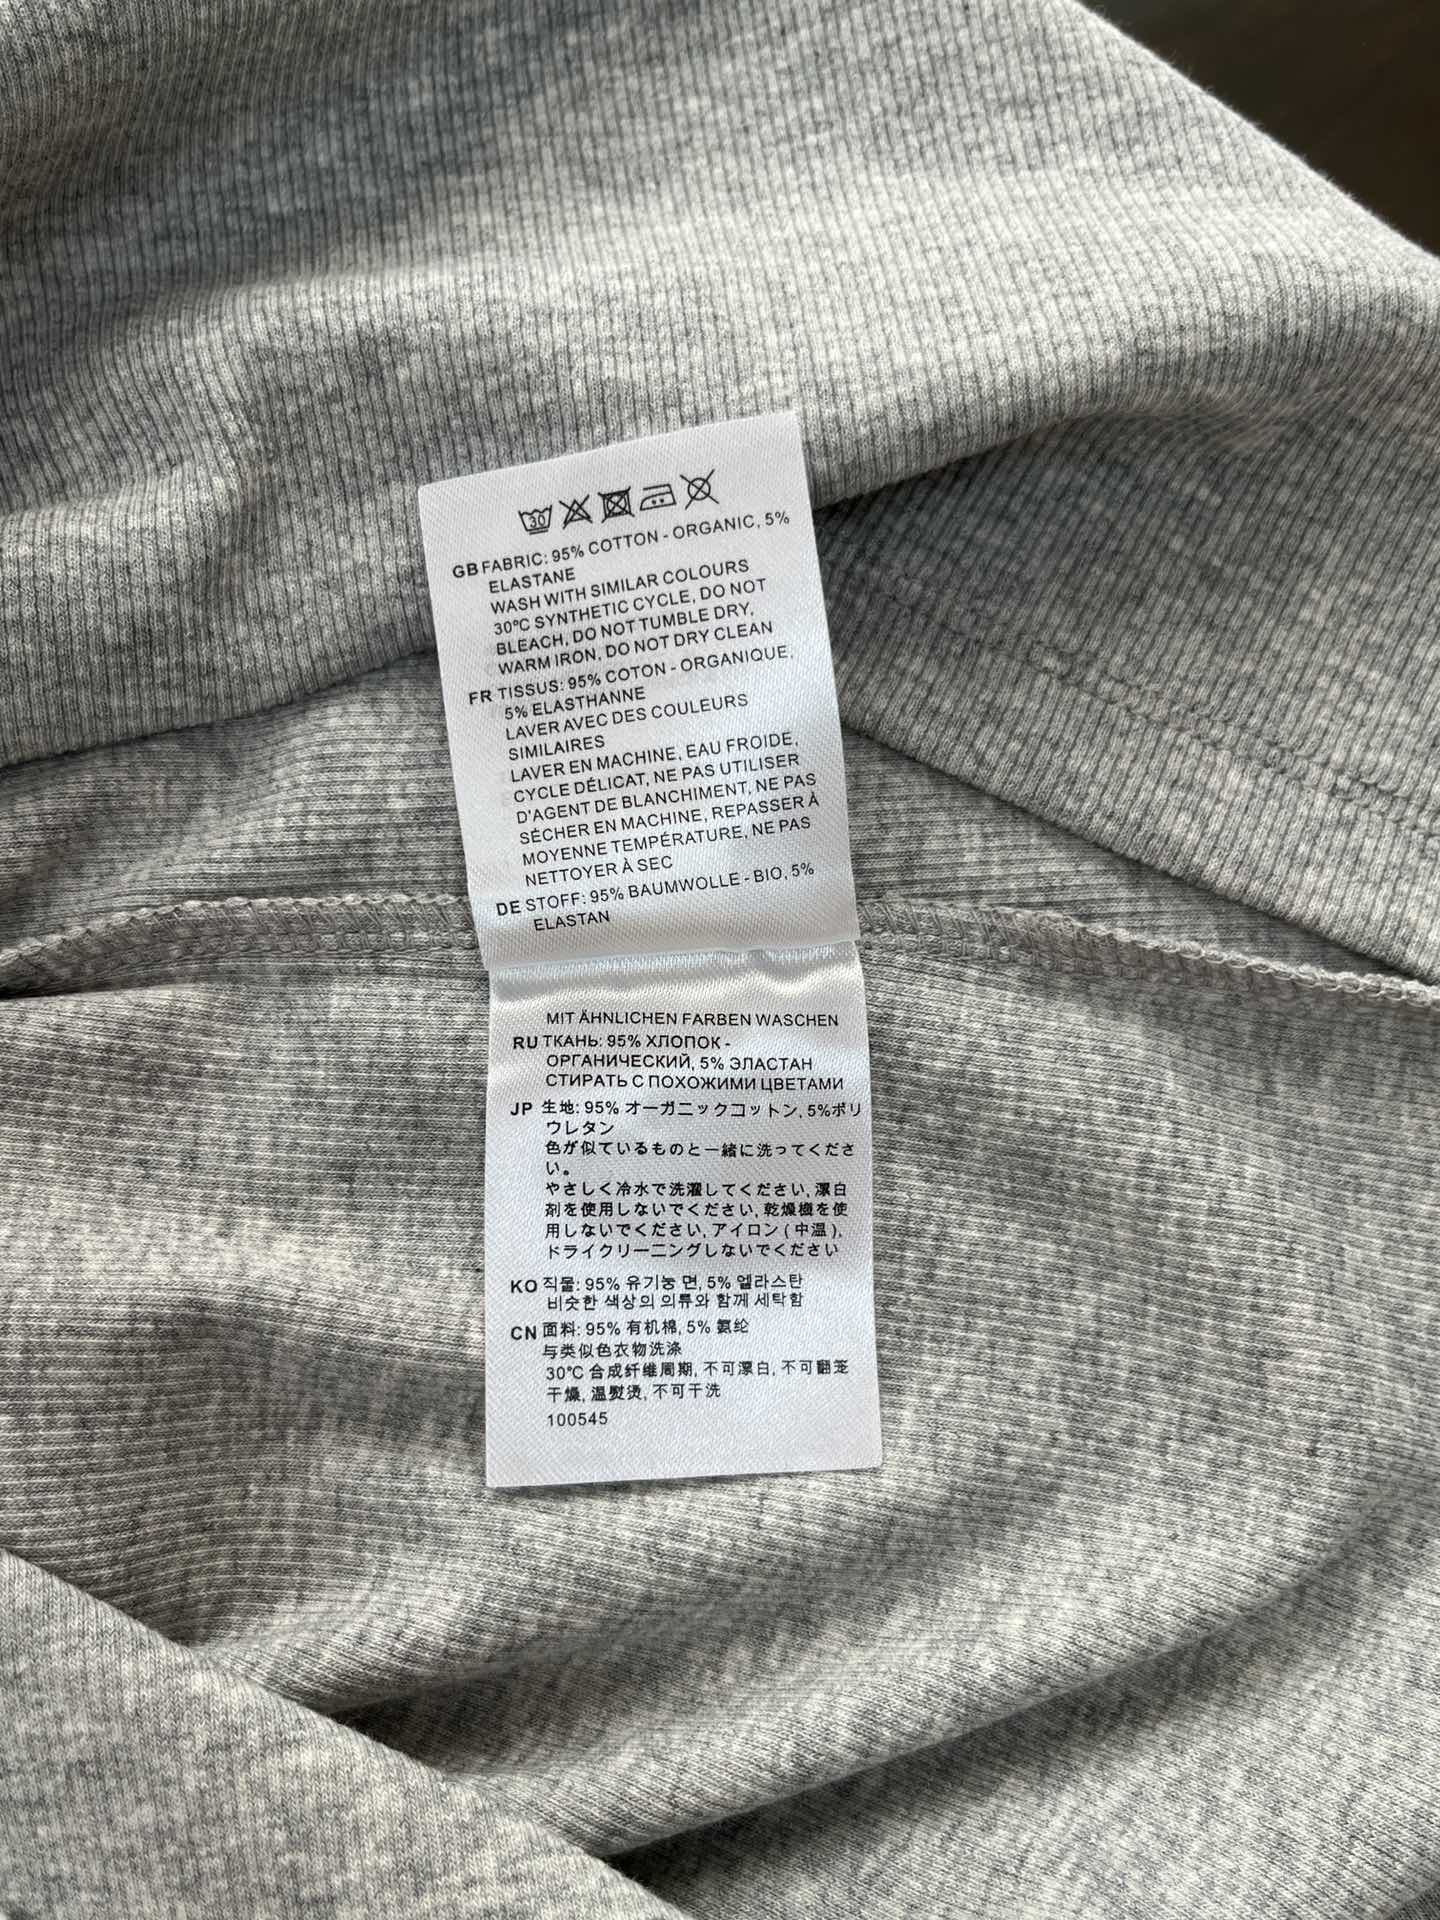 30
GB FABRIC: 95% COTTON - ORGANIC, 5%
ELASTANE
WASH WITH SIMILAR COLOURS
30°C SYNTHETIC CYCLE, DO NOT
BLEACH, DO NOT TUMBLE DRY,
WARM IRON, DO NOT DRY CLEAN
FR TISSUS: 95% COTON - ORGANIQUE,
5% ELASTHANNE
LAVER AVEC DES COULEURS
SIMILAIRES
LAVER EN MACHINE, EAU FROIDE,
CYCLE DÉLICAT, NE PAS UTILISER
D'AGENT DE BLANCHIMENT, NE PAS
SÉCHER EN MACHINE, REPASSER À
MOYENNE TEMPÉRATURE, NE PAS
NETTOYER À SEC
DE STOFF: 95% BAUMWOLLE - BIO, 5%
ELASTAN
MIT ÄHNLICHEN FARBEN WASCHEN
RU ТКАНЬ: 95% ХЛОПОК -
ОРГАНИЧЕСКИЙ, 5% ЭЛАСТАН
СТИРАТЬ С ПОХОЖИМИ ЦВЕТАМИ
JP 生地: 95% オーガニックコットン, 5%ポリ
ウレタン
色が似ているものと一緒に洗ってくださ
い。
やさしく冷水で洗濯してください, 漂白
剤を使用しないでください, 乾燥機を使
用しないでください, アイロン ( 中温 ),
ドライクリーニングしないでください
KO 직물: 95% 유기농 면, 5% 엘라스탄
비슷한 색상의 의류와 함께 세탁함
CN 面料: 95% 有机棉, 5% 氨纶
与类似色衣物洗涤
30°C 合成纤维周期, 不可漂白, 不可翻笼
干燥, 温熨烫, 不可干洗
100545